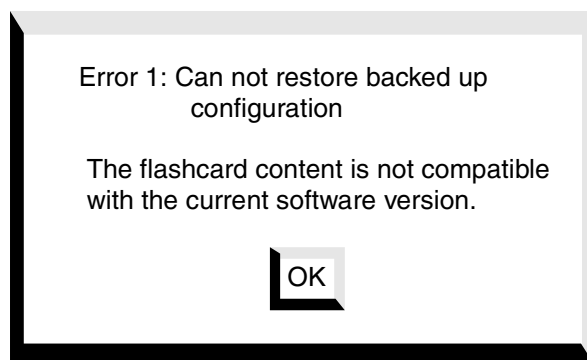 Error 1: Can not restore backed up
configuration
The flashcard content is not compatible
with the current software version.
OK